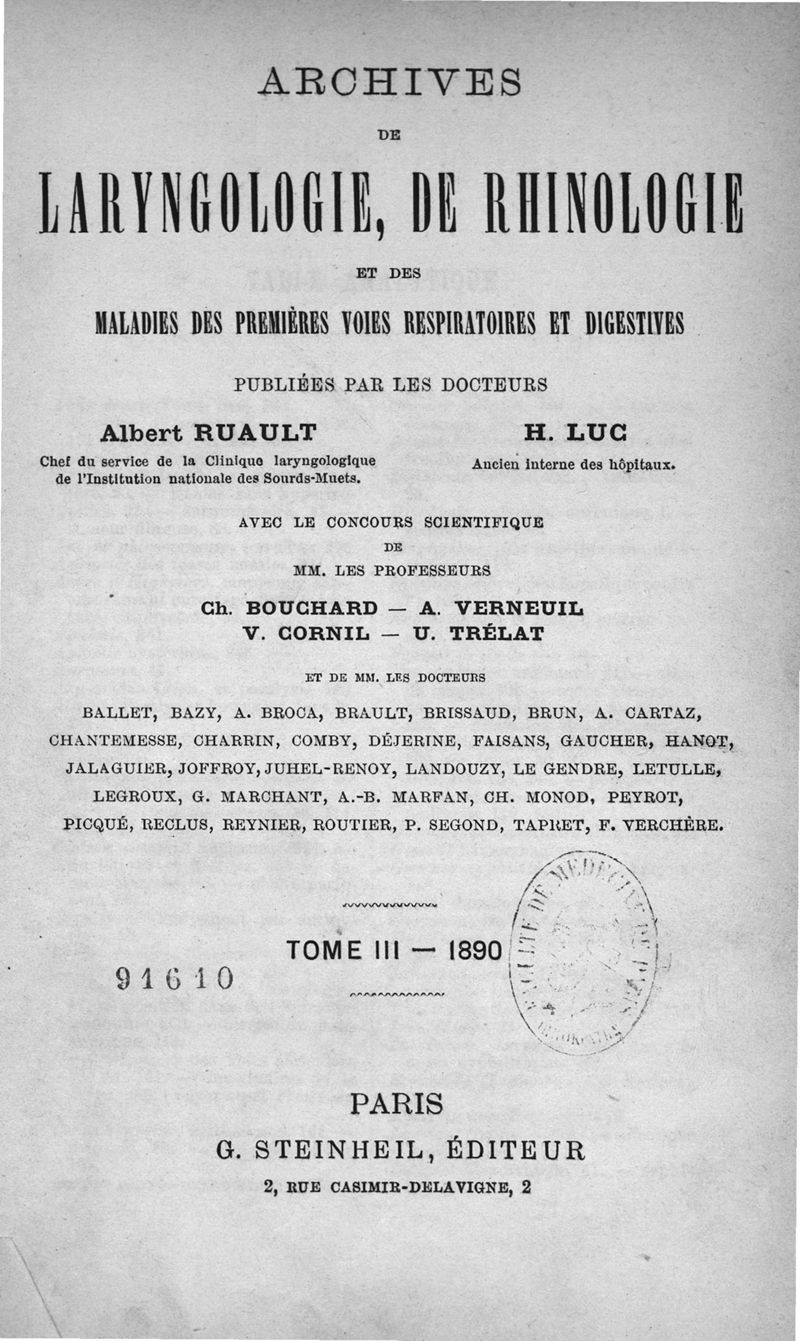 ARCHIVES
DE
LARYNGOLOGIE, DE RHINOLOGIE
ET DES
MALADIES DES PREMIÈRES VOIES RESPIRATOIRES ET DIGESTIVES
PUBLIÉES PAR LES DOCTEURS
Albert RUAULT
Chef du service de la Clinique laryngologique
de l'Institution nationale des Sourds-Muets.
H. LUC
Ancien interne des hôpitaux.
AVEC LE CONCOURS SCIENTIFIQUE
DE
MM. LES PROFESSEURS
Ch. BOUCHARD — A. VERNEUIL
V. CORNIL — U. TRÉLAT
ET DE MM. LES DOCTEURS
BALLET, BAZY, A. BROCA, BRAULT, BRISSAUD, BRUN, A. CARTAZ,
CHANTEMESSE, CHARRIN, COMBY, DÉJERINE, FAISANS, GAUCHER, HANOT,
JALAGUIER, JOFFROY, JUHEL-RENOY, LANDOUZY, LE GENDRE, LETULLE,
LEGROUX, G. MARCHANT, A.-B. MARFAN, CH. MONOD, PEYROT,
PICQUÉ, RECLUS, REYNIER, ROUTIER, P. SEGOND, TAPRET, F. VERCHÈRE.
TOME III — 1890
91610
PARIS
G. STEINHEIL, ÉDITEUR
2, RUE CASIMIR-DELAVIGNE, 2